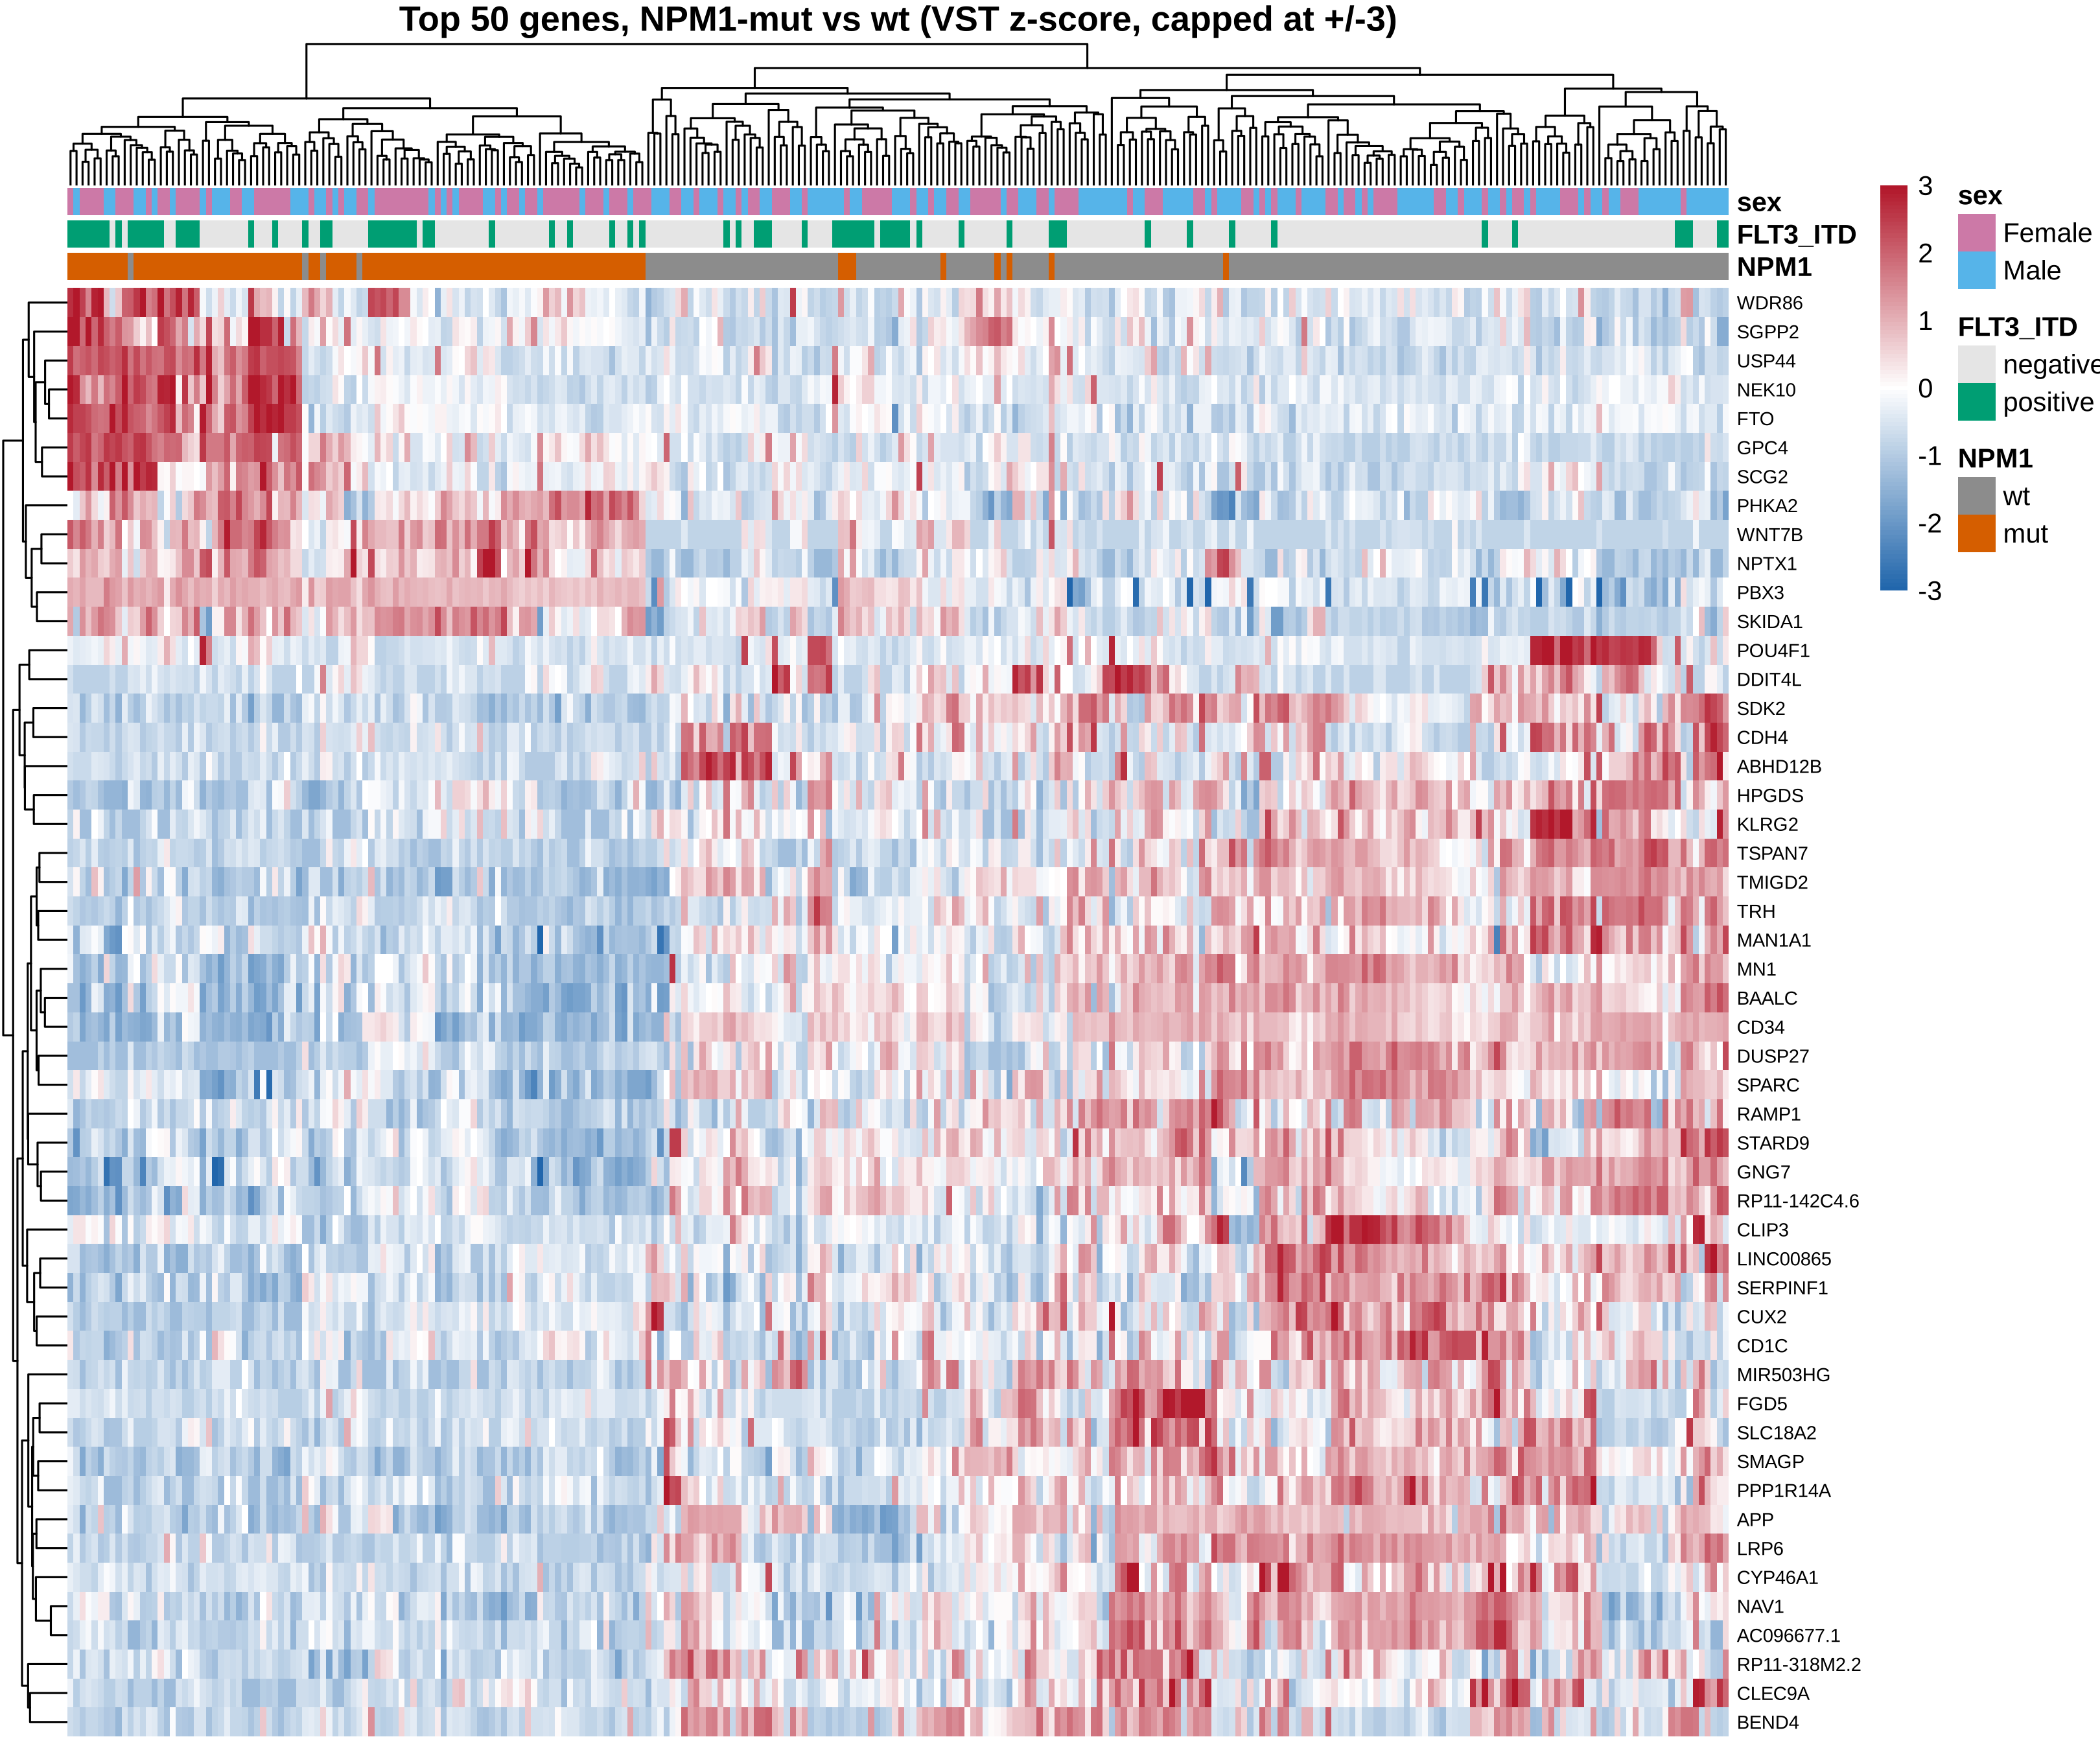 Top 50 genes, NPM1-mut vs wt (VST z-score, capped at +/-3)
sex
FLT3_ITD
NPM1
WDR86
SGPP2
USP44
NEK10
FTO
GPC4
SCG2
PHKA2
WNT7B
NPTX1
PBX3
SKIDA1
POU4F1
DDIT4L
SDK2
CDH4
ABHD12B
HPGDS
KLRG2
TSPAN7
TMIGD2
TRH
MAN1A1
MN1
BAALC
CD34
DUSP27
SPARC
RAMP1
STARD9
GNG7
RP11-142C4.6
CLIP3
LINC00865
SERPINF1
CUX2
CD1C
MIR503HG
FGD5
SLC18A2
SMAGP
PPP1R14A
APP
LRP6
CYP46A1
NAV1
AC096677.1
RP11-318M2.2
CLEC9A
BEND4
3
2
1
0
-1
-2
-3
sex
Female
Male
FLT3_ITD
negative
positive
NPM1
wt
mut